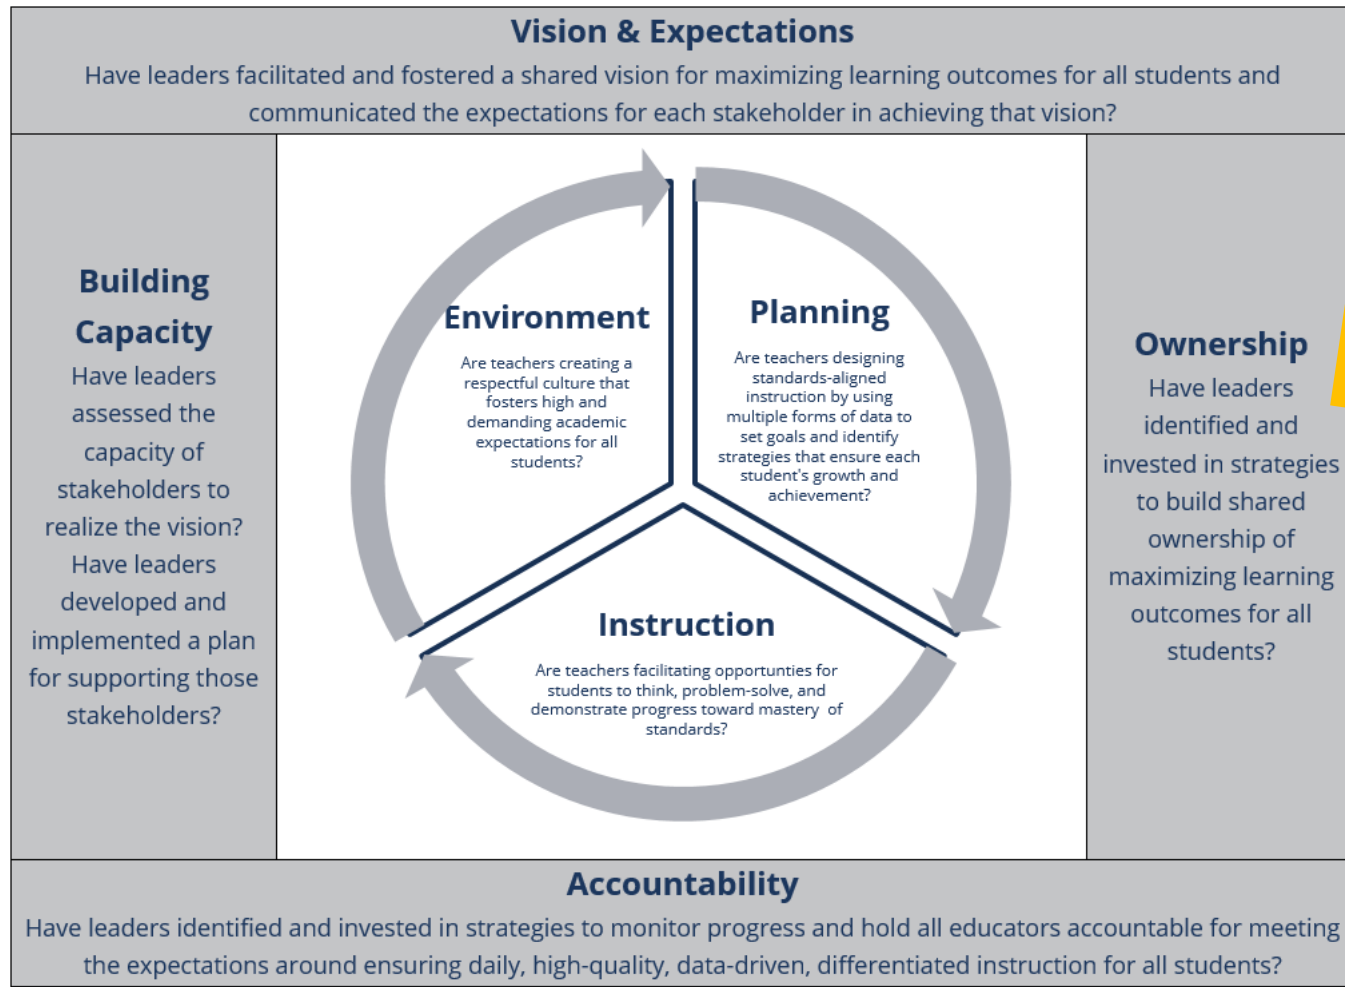 Vision & Expectations
Have leaders facilitated and fostered a shared vision for maximizing learning outcomes for all students and
communicated the expectations for each stakeholder in achieving that vision?
Building
Capacity
Have leaders
assessed the
capacity of
stakeholders to
realize the vision?
Have leaders
developed and
implemented a plan
for supporting those
stakeholders?
Environment
Are teachers creating a
respectful culture that
fosters high and
demanding academic
expectations for all
students?
Planning
Are teachers designing
standards-aligned
instruction by using
multiple forms of data to
set goals and identify
strategies that ensure each
student's growth and
achievement?
Instruction
Are teachers facilitating opportunties for
students to think, problem-solve, and
demonstrate progress toward mastery of
standards?
Ownership
Have leaders
identified and
invested in strategies
to build shared
ownership of
maximizing learning
outcomes for all
students?
Accountability
Have leaders identified and invested in strategies to monitor progress and hold all educators accountable for meeting
the expectations around ensuring daily, high-quality, data-driven, differentiated instruction for all students?